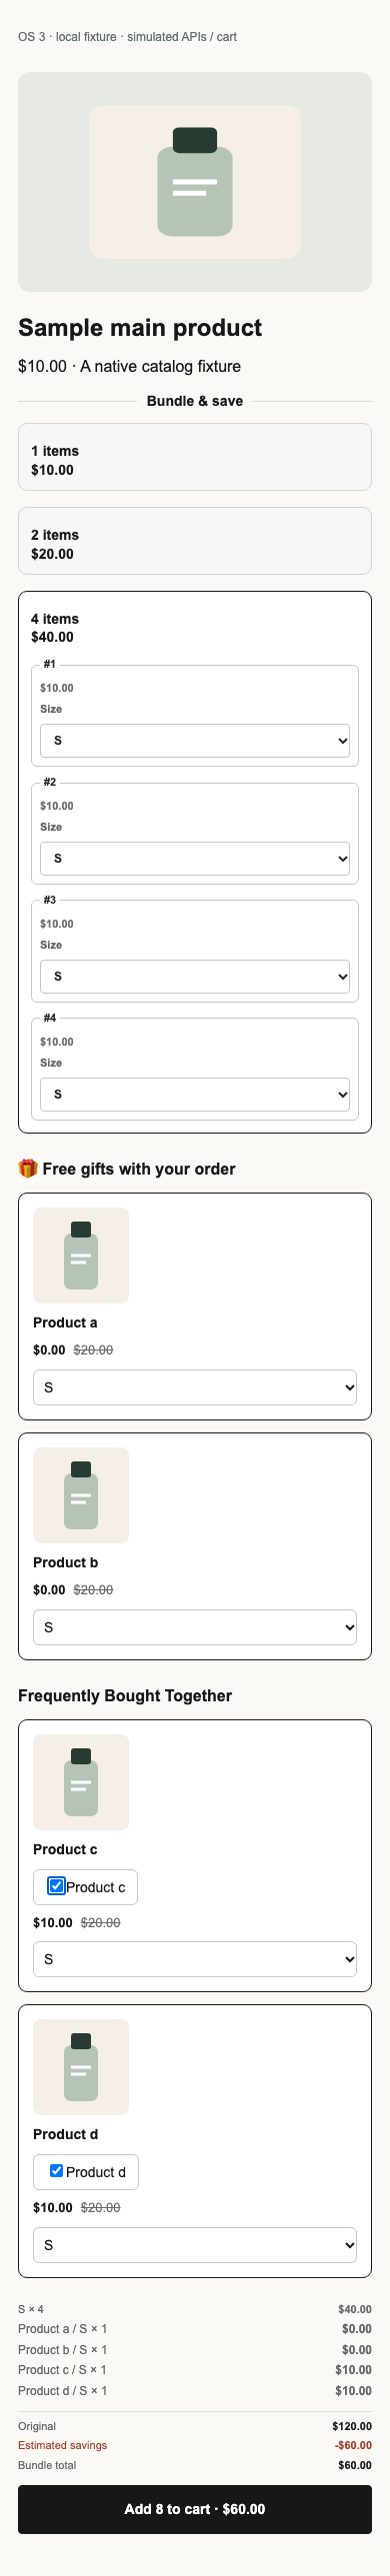 OS 3 · local fixture · simulated APIs / cart
Sample main product
$10.00 · A native catalog fixture
Bundle & save
1 items
$10.00
2 items
$20.00
4 items
$40.00
#1
$10.00
Size
S
#2
$10.00
Size
S
#3
$10.00
Size
S
#4
$10.00
Size
S
🎁 Free gifts with your order
Product a
$0.00 $20.00
S
Product b
$0.00 $20.00
S
Frequently Bought Together
Product c
Product c
$10.00 $20.00
S
Product d
Product d
$10.00 $20.00
S
S × 4 $40.00
Product a / S × 1 $0.00
Product b / S × 1 $0.00
Product c / S × 1 $10.00
Product d / S × 1 $10.00
Original $120.00
Estimated savings -$60.00
Bundle total $60.00
Add 8 to cart · $60.00